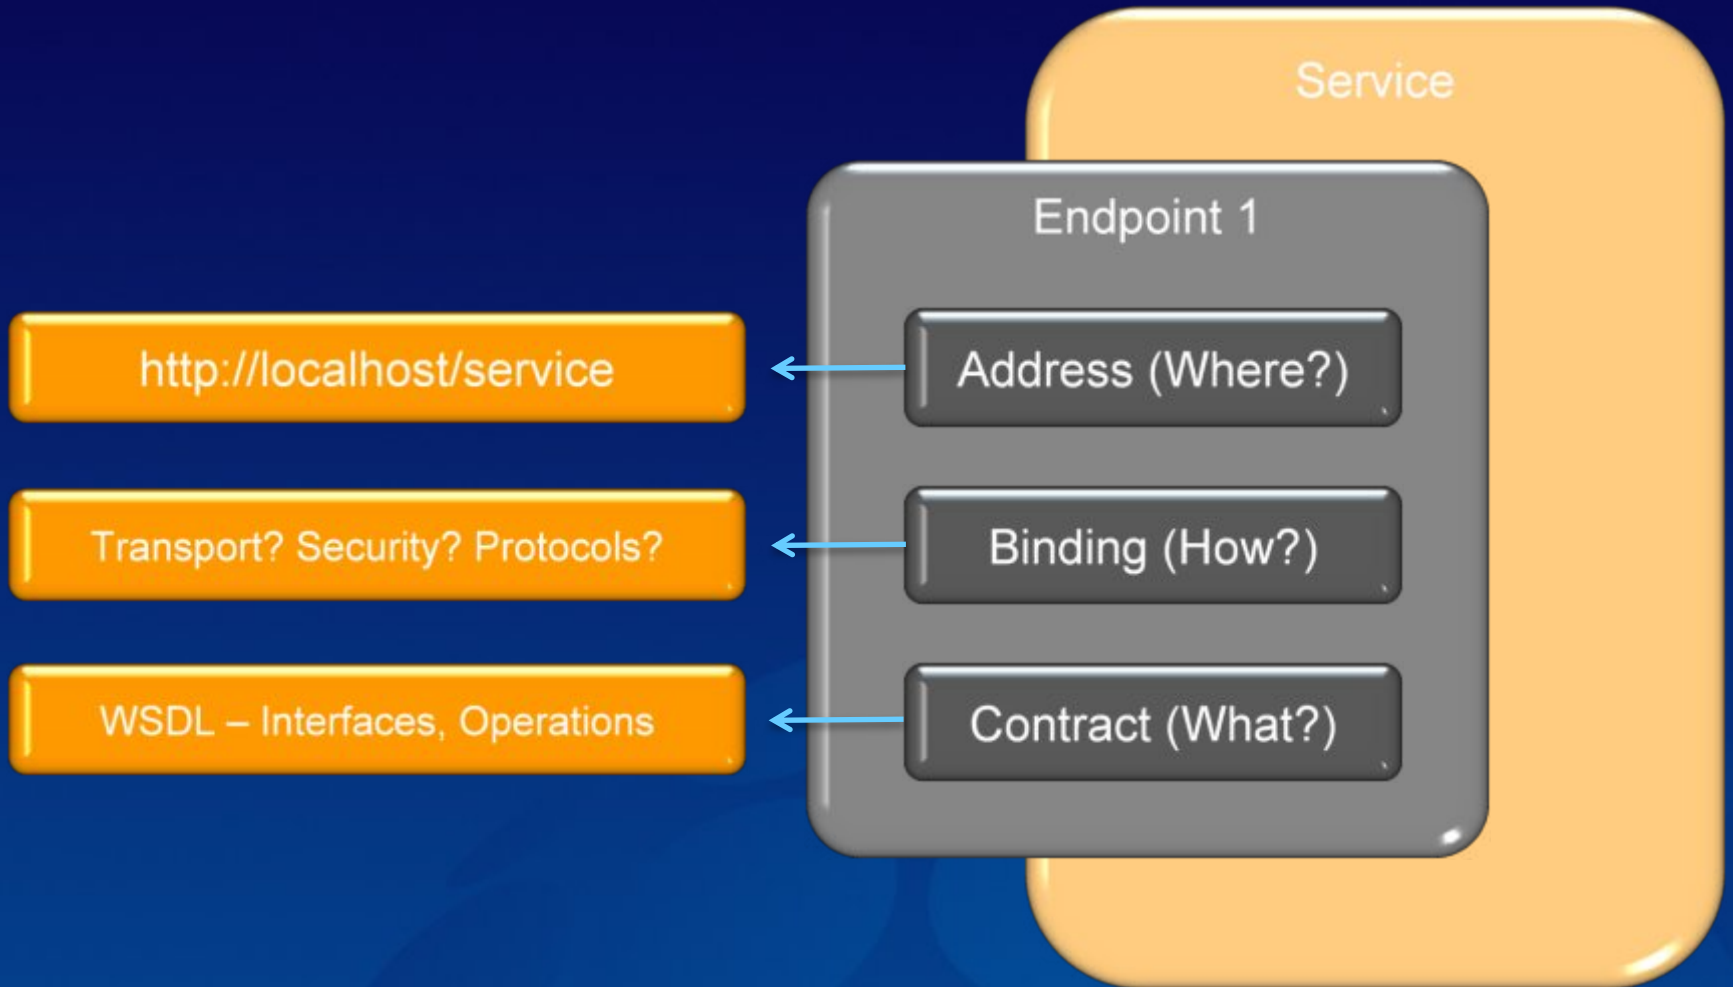 Service
Endpoint 1
http://localhost/service
Address (Where?)
Transport? Security? Protocols?
Binding (How?)
WSDL – Interfaces, Operations
Contract (What?)